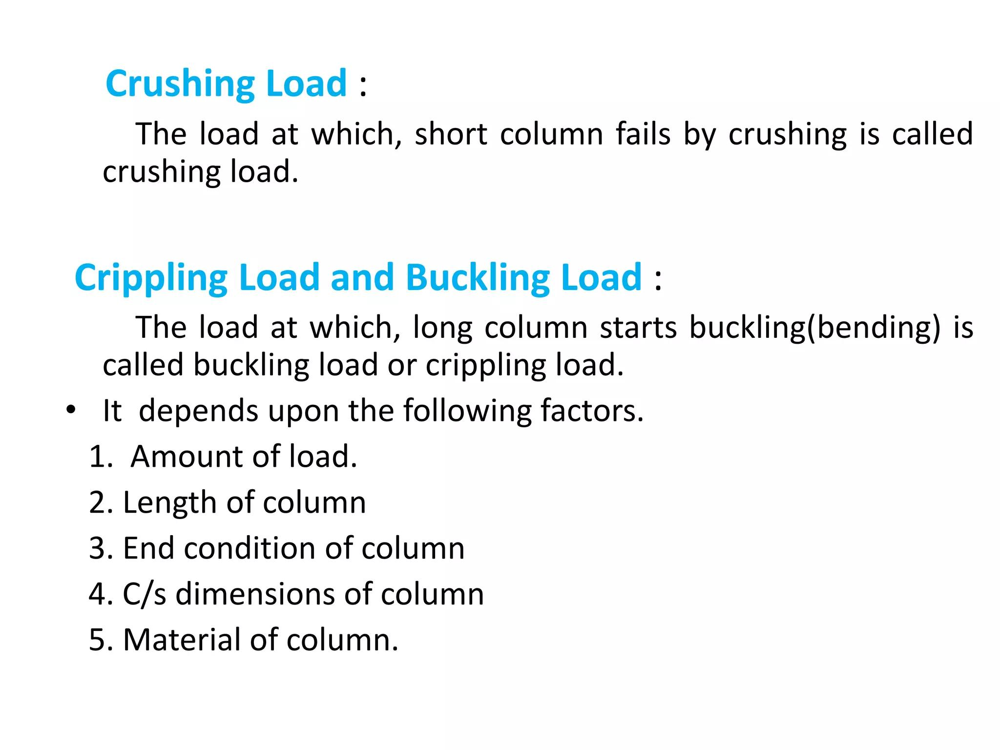 Crushing Load :
The load at which, short column fails by crushing is called
crushing load.
Crippling Load and Buckling Load :
The load at which, long column starts buckling(bending) is
called buckling load or crippling load.
• It  depends upon the following factors.
1.  Amount of load.
2. Length of column
3. End condition of column
4. C/s dimensions of column
5. Material of column.